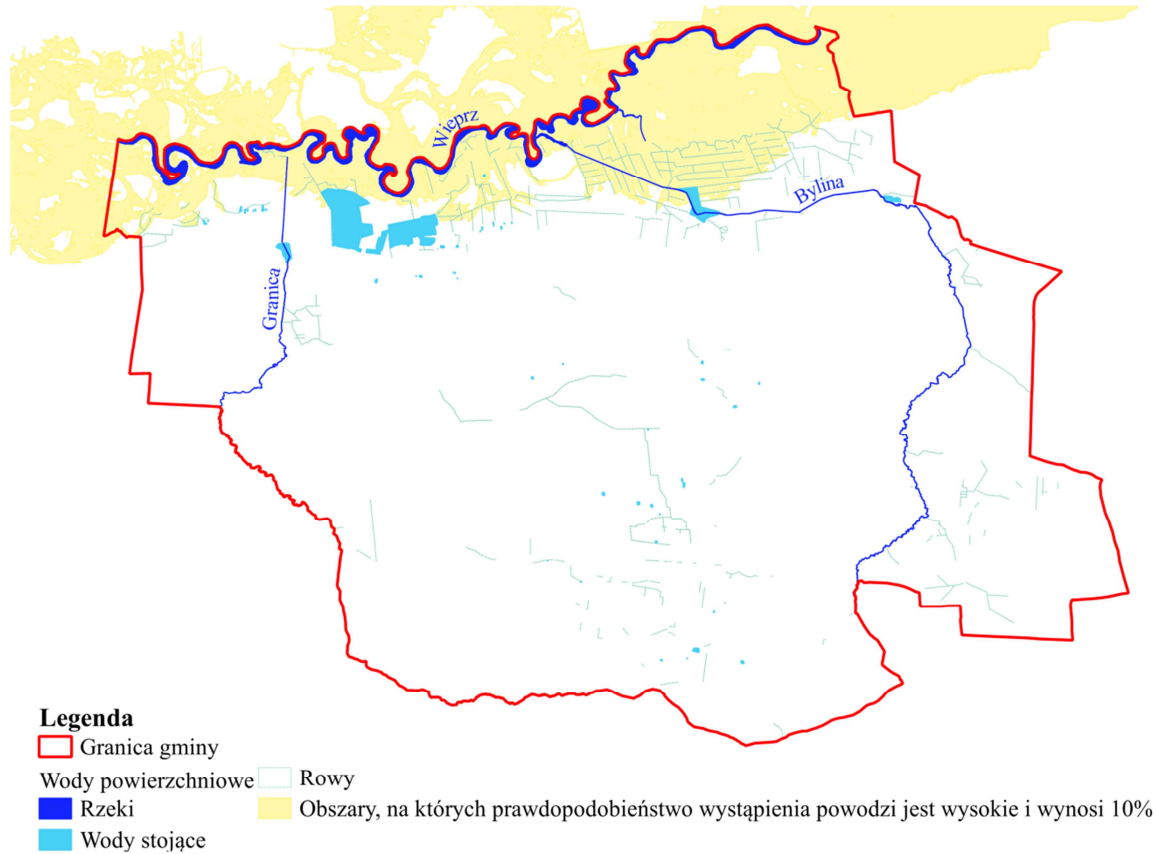 Wieprz
Bylina
Granica
Legenda
Granica gminy
Wody powierzchniowe
Rowy
Rzeki
Obszary, na których prawdopodobieństwo wystąpienia powodzi jest wysokie i wynosi 10%
Wody stojące